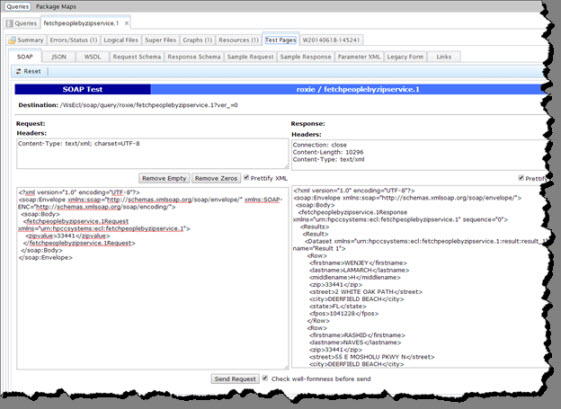 Queries Package Maps
Queries fetchpeoplebyzipservice.1 ×
Summary Errors/Status (1) Logical Files Super Files Graphs (1) Resources (1) Test Pages W20140618-145241
SOAP JSON WSDL Request Schema Response Schema Sample Request Sample Response Parameter XML Legacy Form Links
Reset
SOAP Test roxie / fetchpeoplebyzipservice.1
Destination: /WsEcl/soap/query/roxie/fetchpeoplebyzipservice.1?ver_=0
Request:
Headers:
Content-Type: text/xml; charset=UTF-8
Remove Empty Remove Zeros Prettify XML
<?xml version="1.0" encoding="UTF-8"?>
<soap:Envelope xmlns:soap="http://schemas.xmlsoap.org/soap/envelope/" xmlns:SOAP-
ENC="http://schemas.xmlsoap.org/soap/encoding/">
<soap:Body>
<fetchpeoplebyzipservice.1Request
xmlns="urn:hpccsystems:ecl:fetchpeoplebyzipservice.1">
<zipvalue>33441</zipvalue>
</fetchpeoplebyzipservice.1Request>
</soap:Body>
</soap:Envelope>
Response:
Headers:
Connection: close
Content-Length: 10296
Content-Type: text/xml
Prettify
<?xml version="1.0" encoding="UTF-8"?>
<soap:Envelope xmlns:soap="http://schemas.xmlsoap.org/soap/envelope/">
<soap:Body>
<fetchpeoplebyzipservice.1Response
xmlns="urn:hpccsystems:ecl:fetchpeoplebyzipservice.1" sequence="0">
<Results>
<Result>
<Dataset xmlns="urn:hpccsystems:ecl:fetchpeoplebyzipservice.1:result:result_1
name="Result 1">
<Row>
<firstname>WENJEY</firstname>
<lastname>LAMARCH</lastname>
<middlename>H</middlename>
<zip>33441</zip>
<street>2 WHITE OAK PATH</street>
<city>DEERFIELD BEACH</city>
<state>FL</state>
<fpos>1041228</fpos>
</Row>
<Row>
<firstname>RASHID</firstname>
<lastname>NAVES</lastname>
<zip>33441</zip>
<street>55 E MOSHOLU PKWY N</street>
<city>DEERFIELD BEACH</city>
Send Request Check well-formness before send